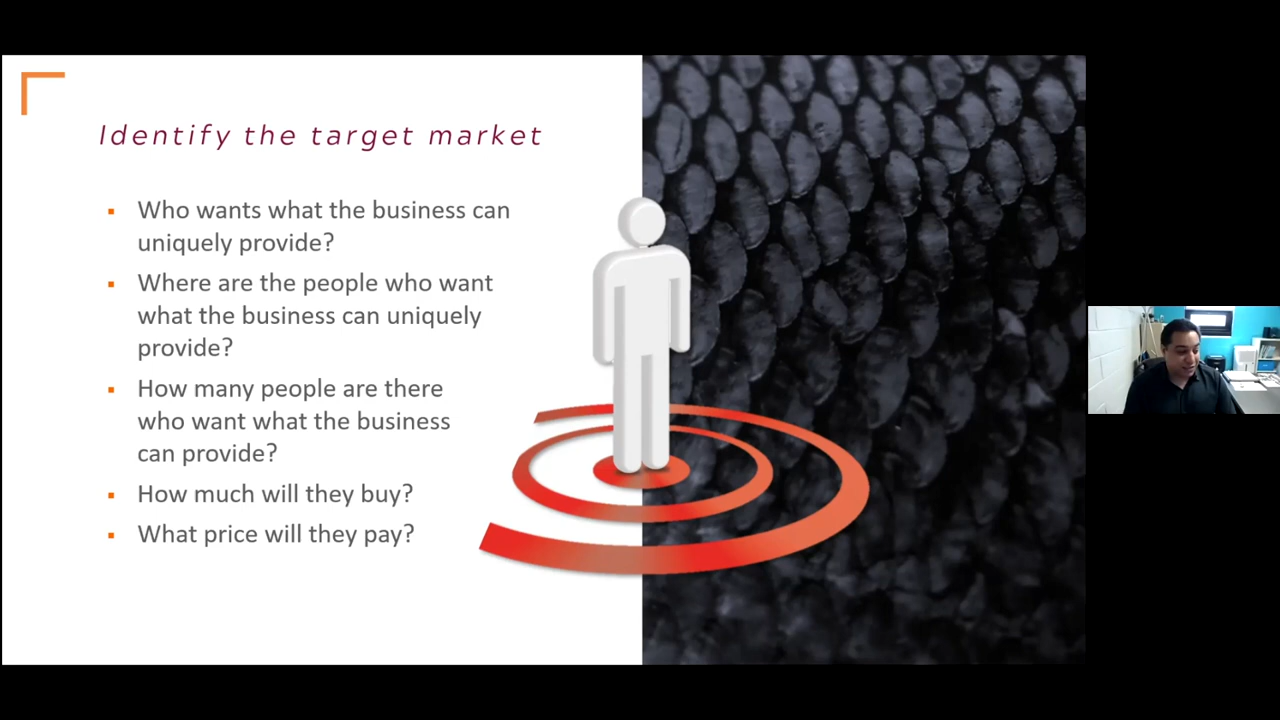 Identify the target market
Who wants what the business can
uniquely provide?
Where are the people who want
what the business can uniquely
provide?
How many people are there
who want what the business
can provide?
How much will they buy?
What price will they pay?